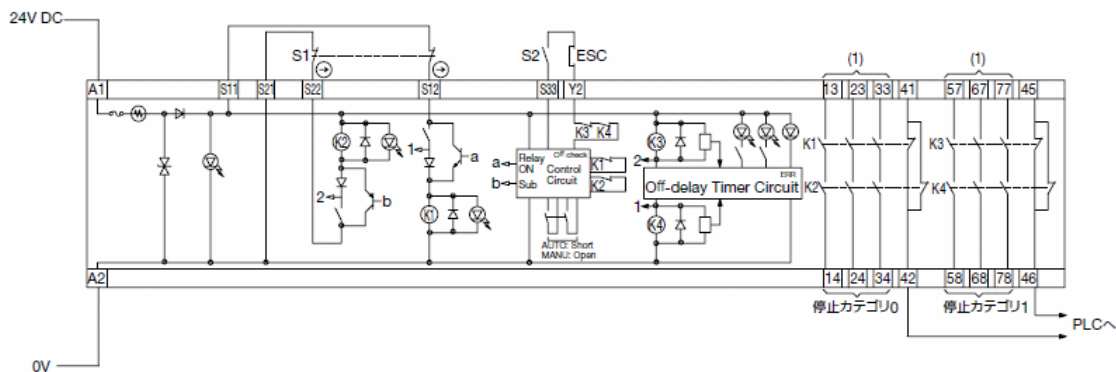 24V DC
(1) (1)
S1 S2 ESC
A1 S11 S21 S22 S12 S33 Y2 13 23 33 41 57 67 77 45
K3 K4
K2 1 a K3 K1 K3
2
a Relay ON Off check Control Circuit K1
b Sub K2
ERR
Off-delay Timer Circuit
2 b K1 1 K4 K2 K4
AUTO: Short
MANU: Open
A2 14 24 34 42 58 68 78 46
停止カテゴリ0 停止カテゴリ1
PLCへ
0V